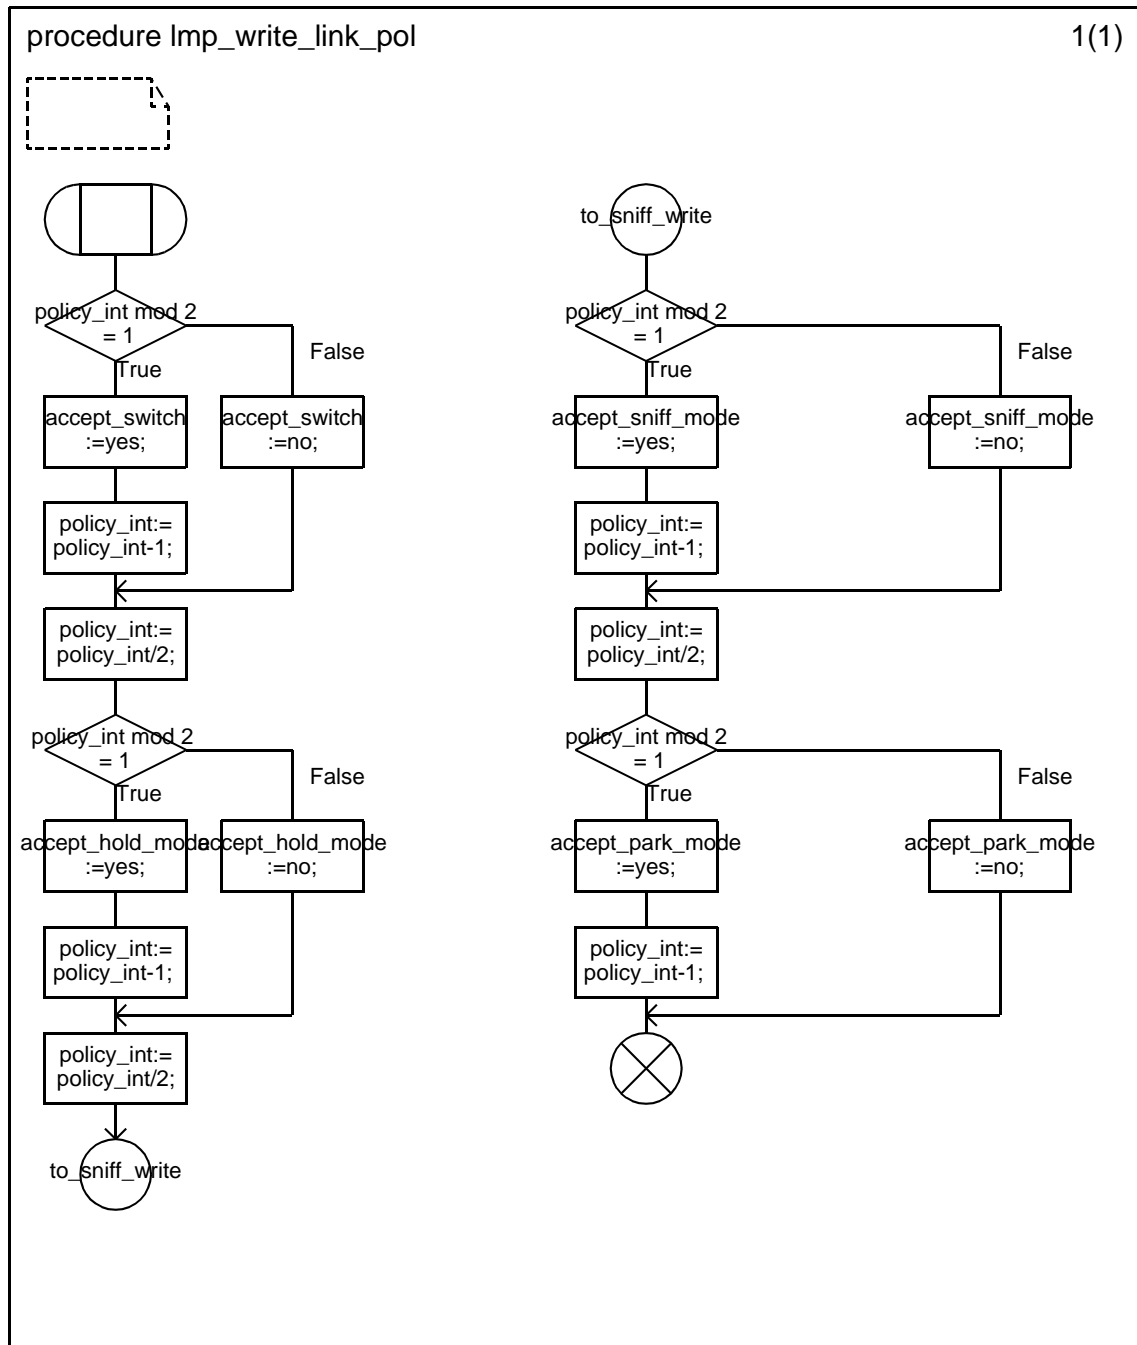 procedure lmp_write_link_pol
1(1)
policy_int mod 2
= 1
False
True
accept_switch
:=yes;
accept_switch
:=no;
policy_int:=
policy_int-1;
policy_int:=
policy_int/2;
policy_int mod 2
= 1
False
True
accept_hold_mode
:=yes;
accept_hold_mode
:=no;
policy_int:=
policy_int-1;
policy_int:=
policy_int/2;
to_sniff_write
to_sniff_write
policy_int mod 2
= 1
False
True
accept_sniff_mode
:=yes;
accept_sniff_mode
:=no;
policy_int:=
policy_int-1;
policy_int:=
policy_int/2;
policy_int mod 2
= 1
False
True
accept_park_mode
:=yes;
accept_park_mode
:=no;
policy_int:=
policy_int-1;